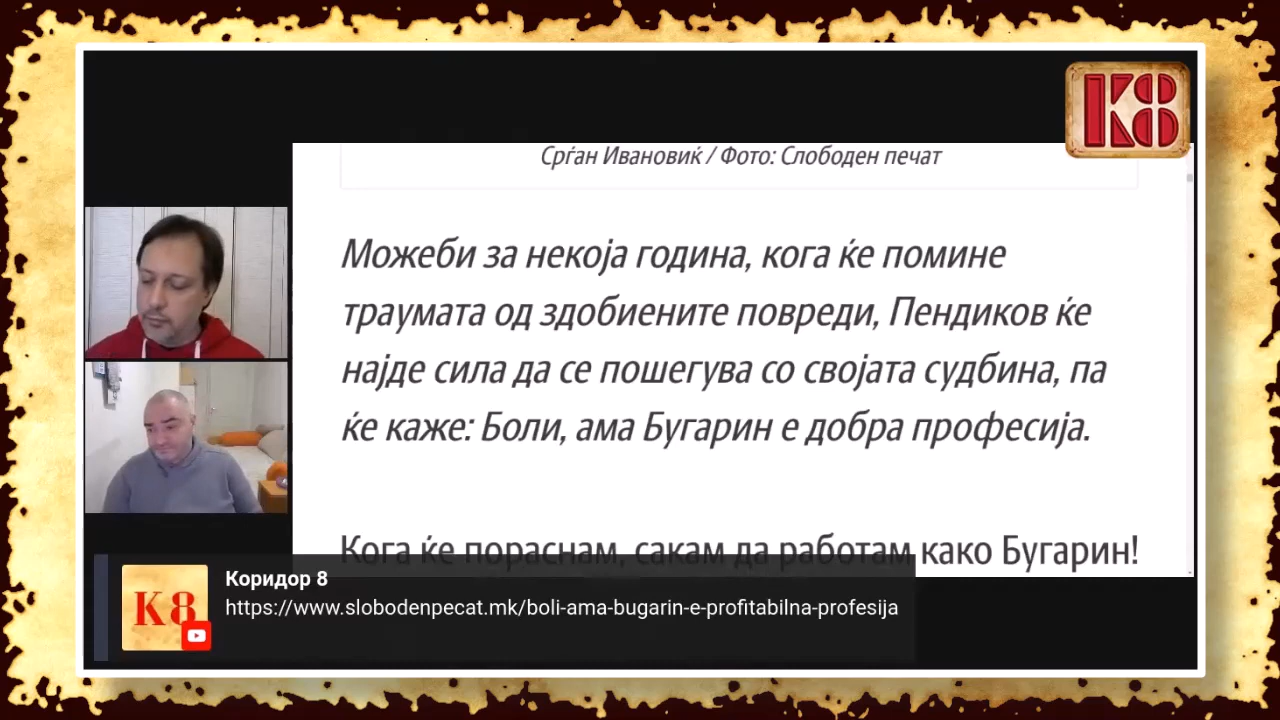 K8
Срѓан Ивановиќ / Фото: Слободен печат
Можеби за некоја година, кога ќе помине
траумата од здобиените повреди, Пендиков ќе
најде сила да се пошегува со својата судбина, па
ќе каже: Боли, ама Бугарин е добра професија.
Кога ќе пораснам, сакам да работам како Бугарин!
K8
Коридор 8
https://www.slobodenpecat.mk/boli-ama-bugarin-e-profitabilna-profesija